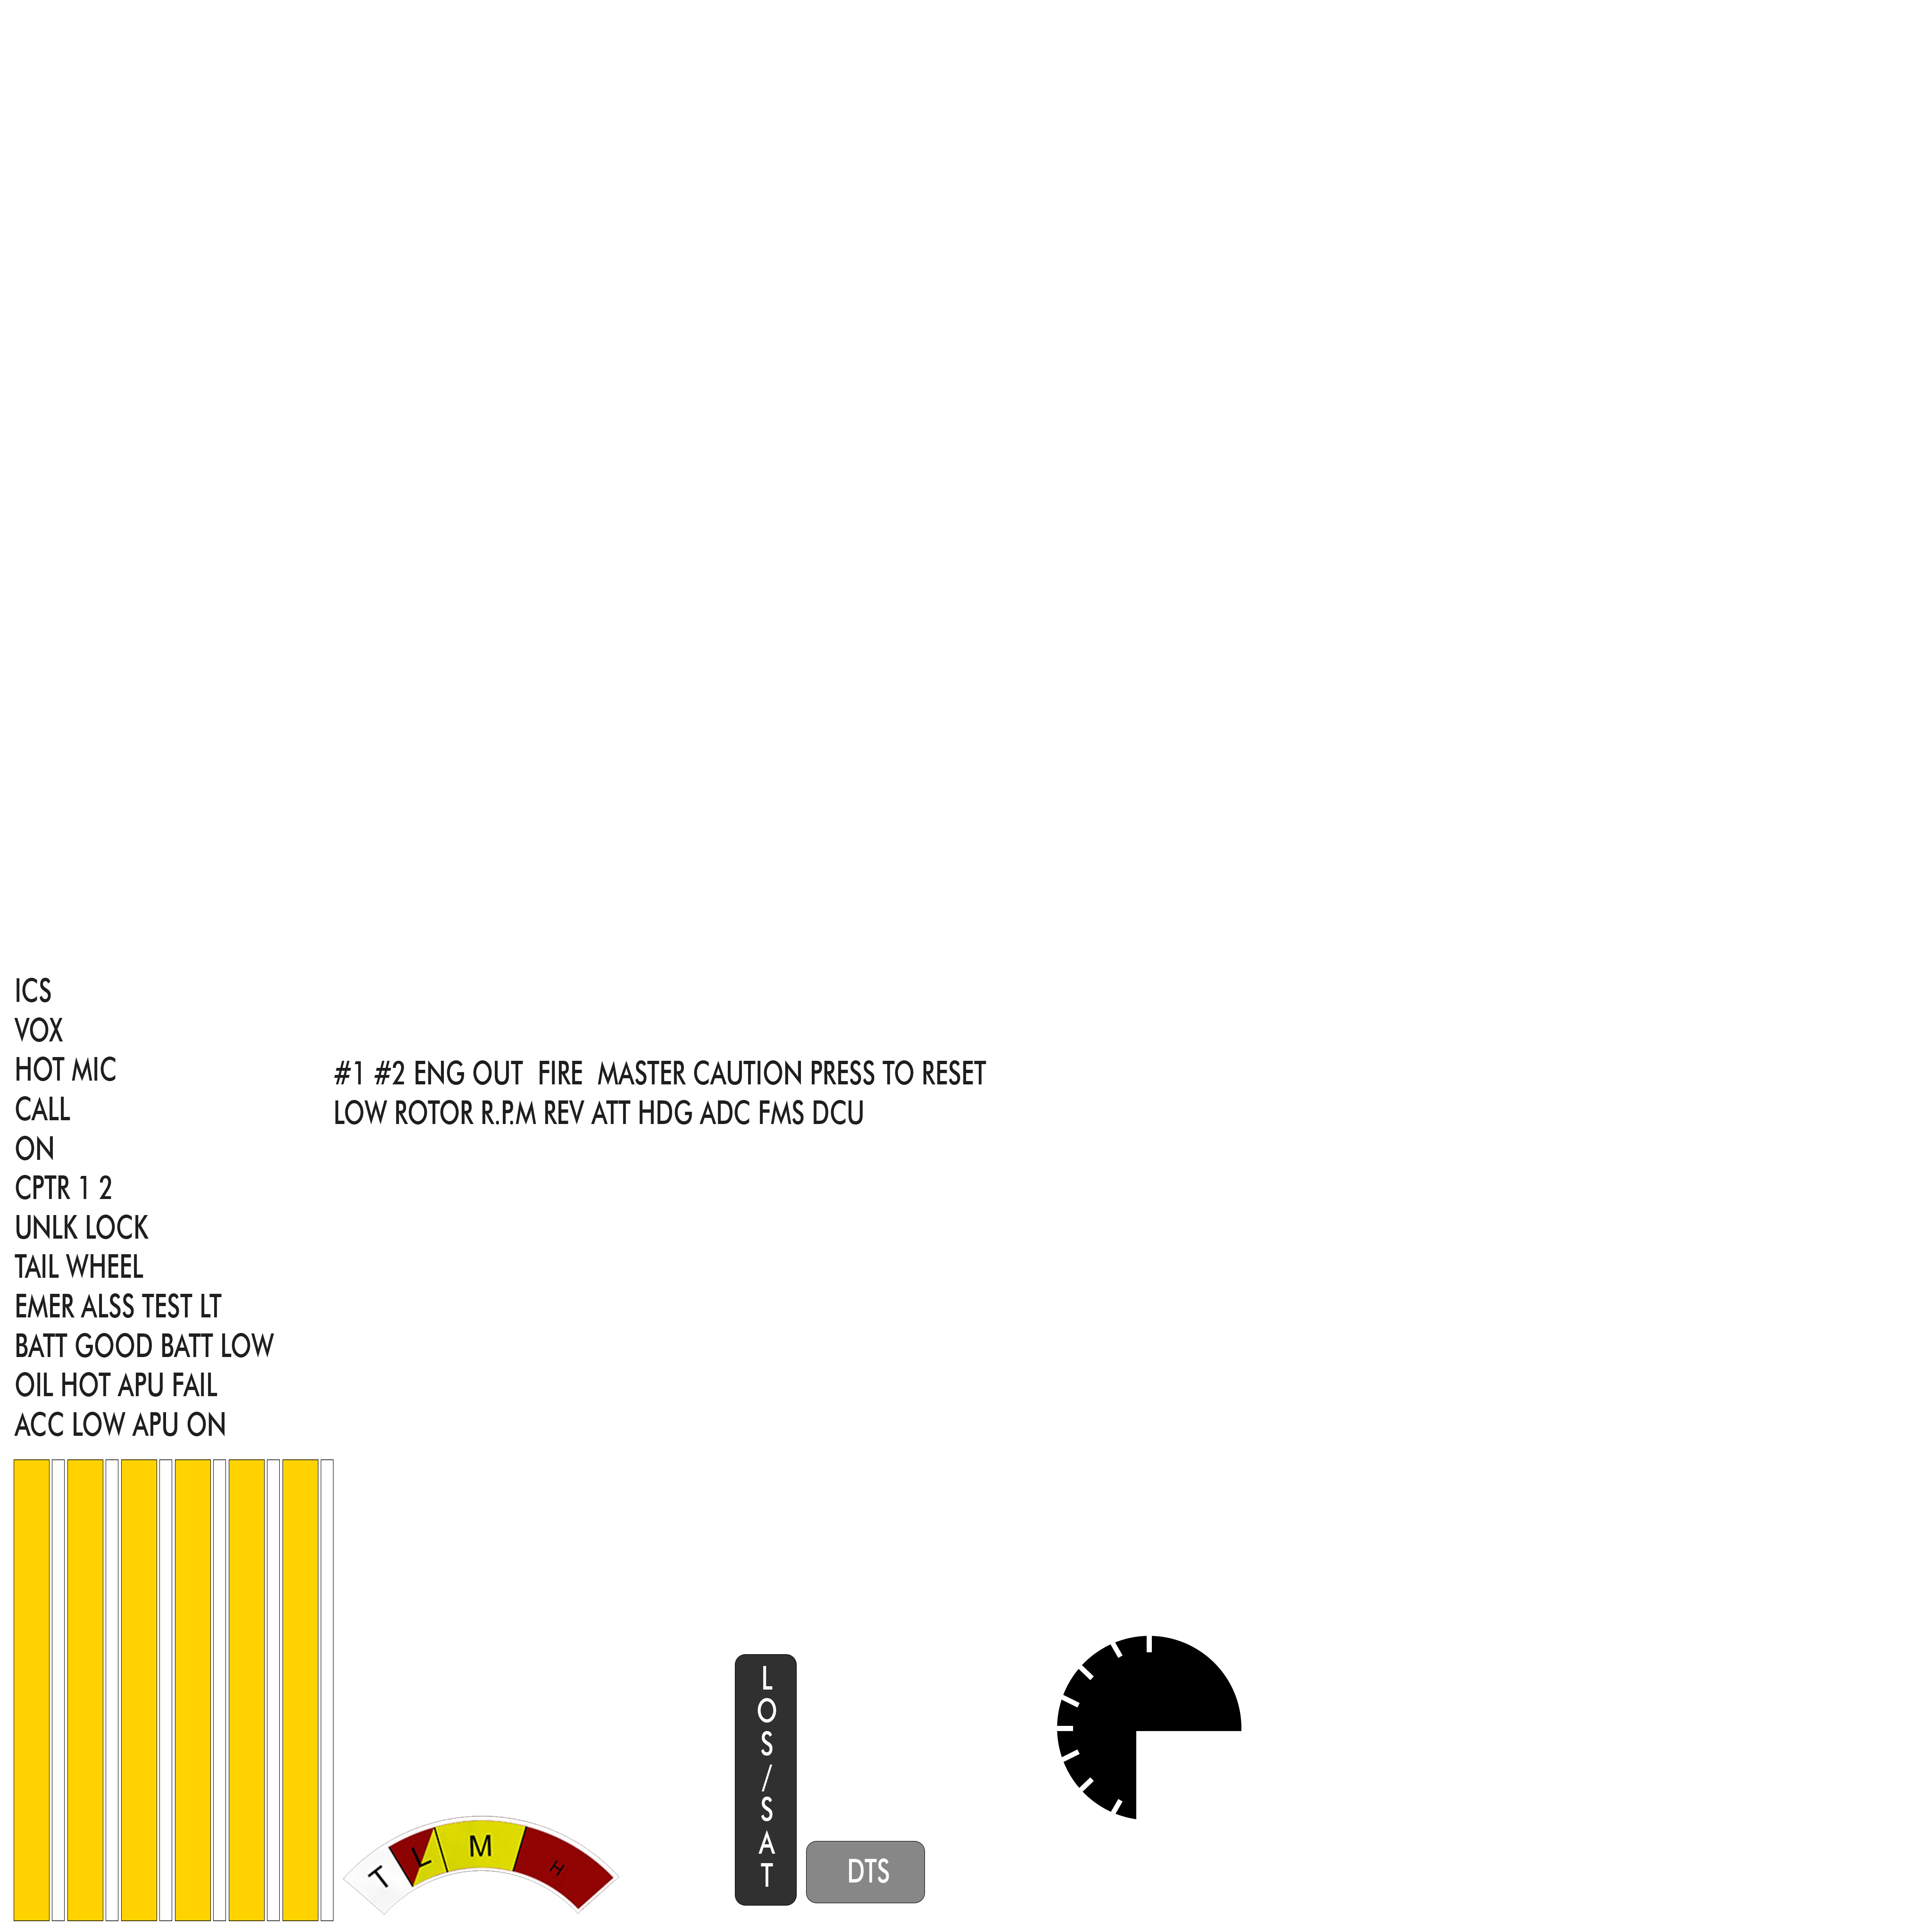 ICS
VOX
HOT MIC
CALL
ON
CPTR 1 2
UNLK LOCK
TAIL WHEEL
EMER ALSS TEST LT
BATT GOOD BATT LOW
OIL HOT APU FAIL
ACC LOW APU ON
#1 #2 ENG OUT  FIRE  MASTER CAUTION PRESS TO RESET
LOW ROTOR R.P.M REV ATT HDG ADC FMS DCU
T L M H
L
O
S
/
S
A
T
DTS